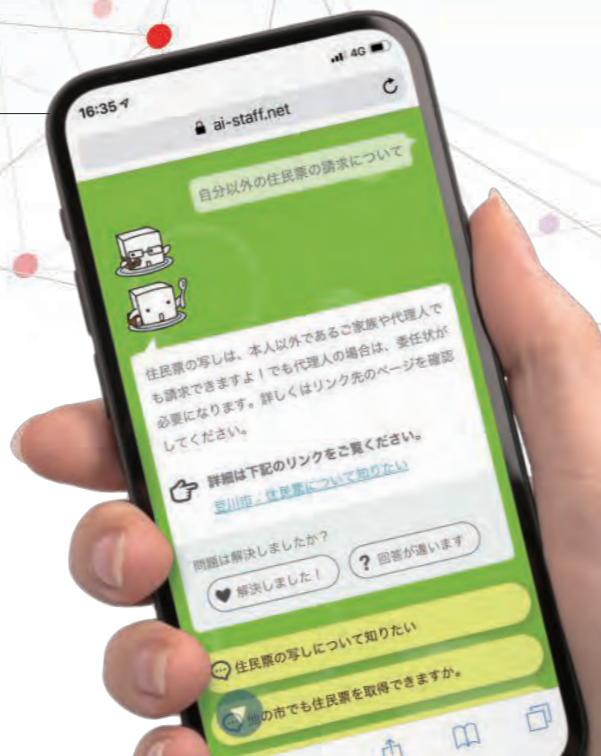 16:35
4G
ai-staff.net
自分以外の住民票の請求について
住民票の写しは、本人以外であるご家族や代理人で
も請求できますよ！でも代理人の場合は、委任状が
必要になります。詳しくはリンク先のページを確認
してください。
詳細は下記のリンクをご覧ください。
豊川市：住民票について知りたい
問題は解決しましたか？
解決しました！
? 回答が違います
住民票の写しについて知りたい
の市でも住民票を取得できますか。